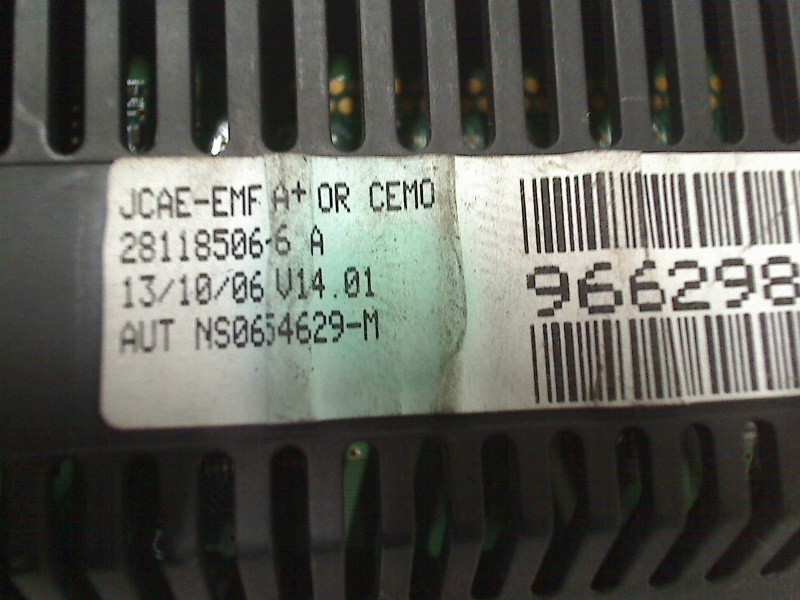 JCAE-EMF A+ OR CEMO
28118506-6 A
13/10/06 V14.01
AUT NS0654629-M
966298